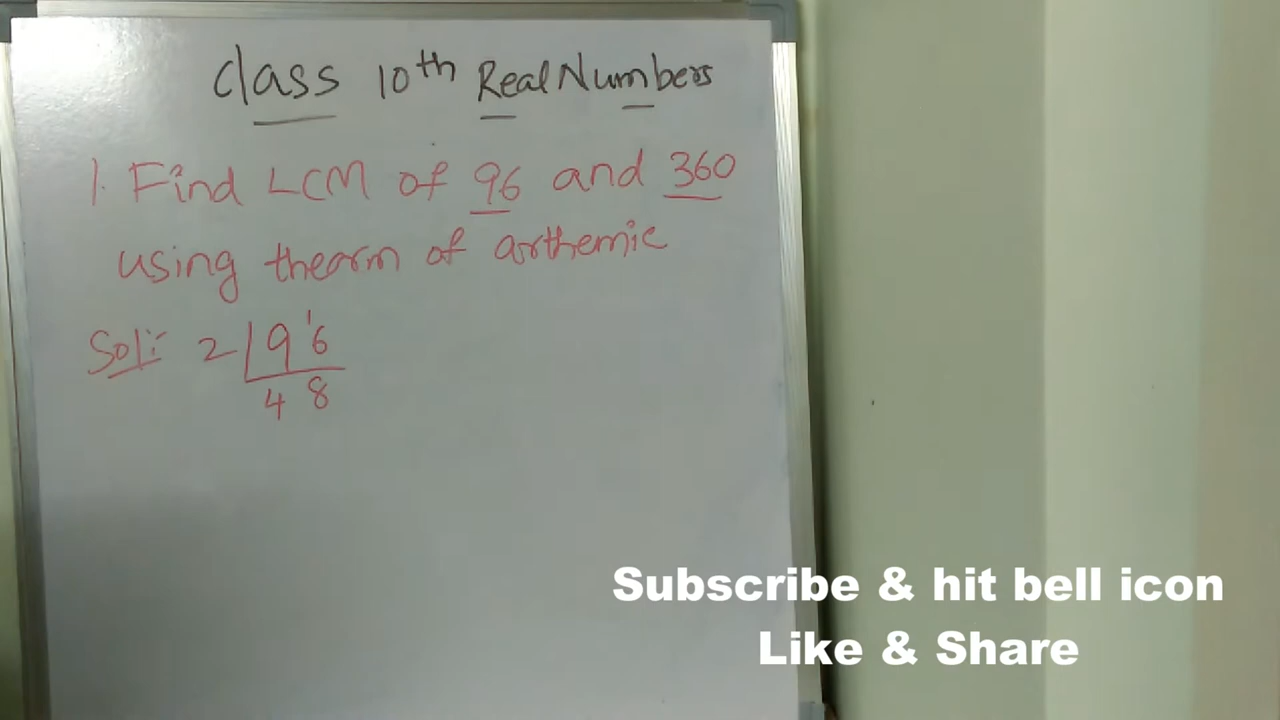 Class 10th Real Numbers
1. Find LCM of 96 and 360
using thearm of arthemic
Sol: 2 96
48
Subscribe & hit bell icon
Like & Share